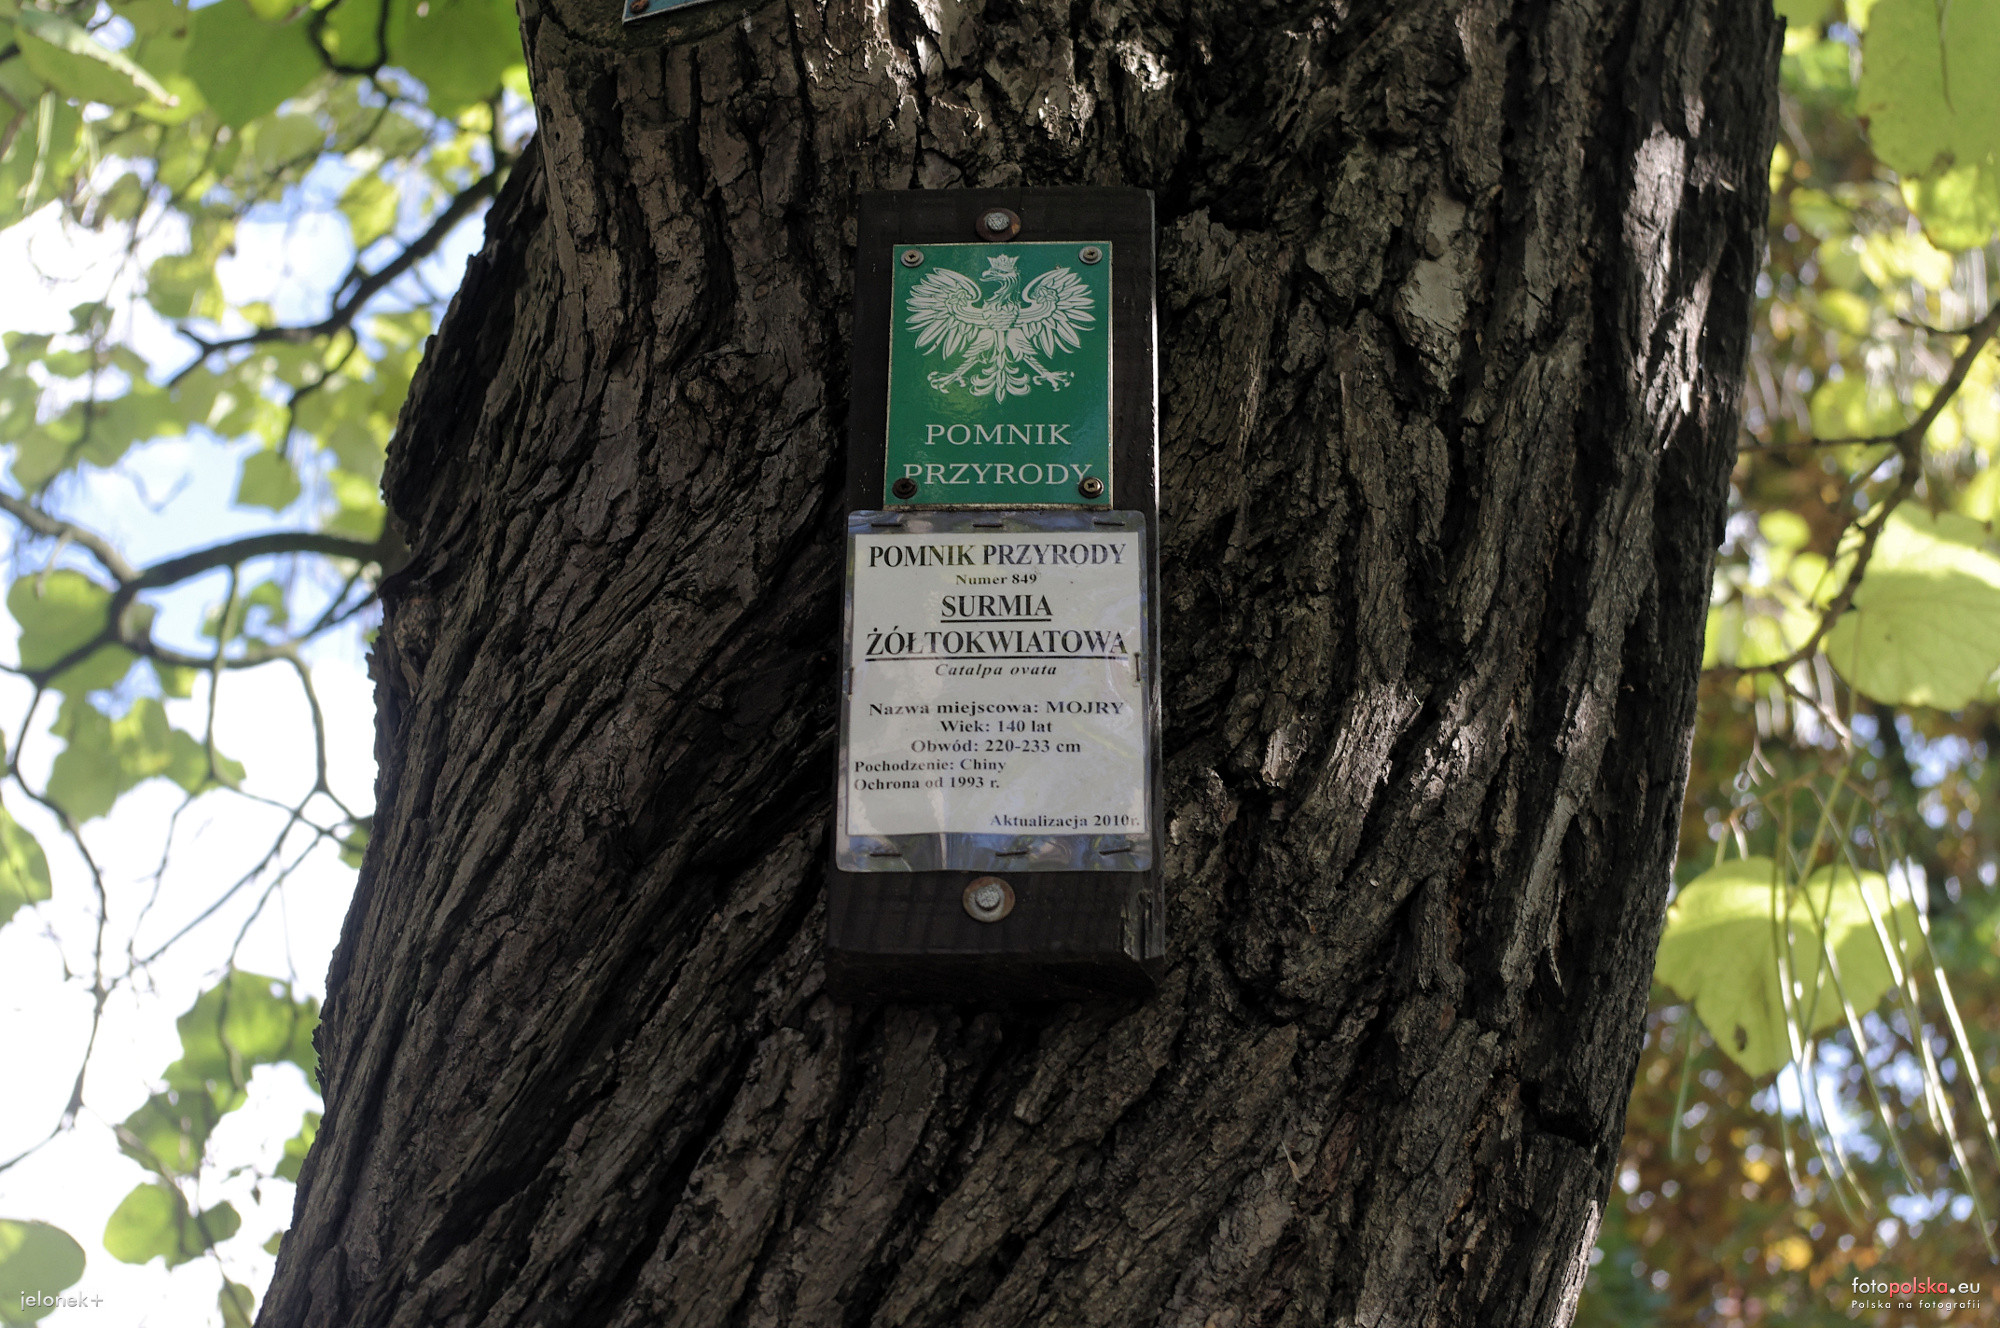 POMNIK
PRZYRODY
POMNIK PRZYRODY
Numer 849
SURMIA
ŻÓŁTOKWIATOWA
Catalpa ovata
Nazwa miejscowa: MOJRY
Wiek: 140 lat
Obwód: 220-233 cm
Pochodzenie: Chiny
Ochrona od 1993 r.
Aktualizacja 2010r.
jelonek+
fotopolska.eu
Polska na fotografii